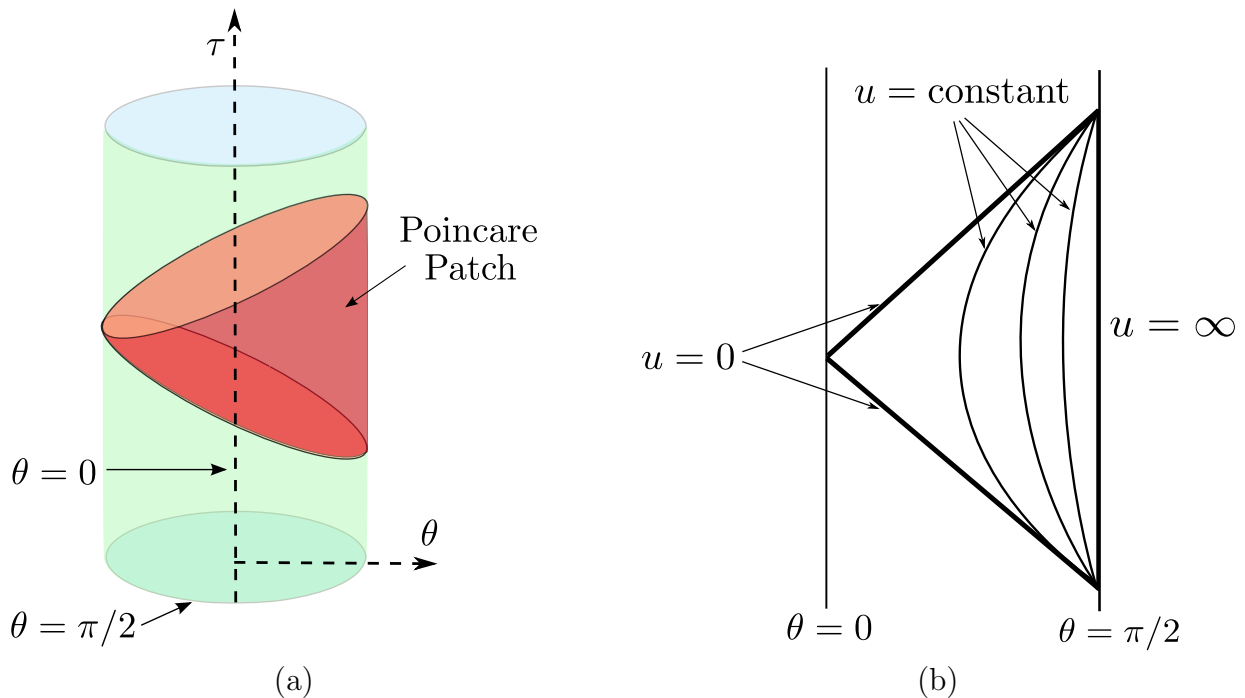 τ
Poincare
Patch
θ = 0
θ
θ = π/2
(a)
u = constant
u = 0
u = ∞
θ = 0
θ = π/2
(b)